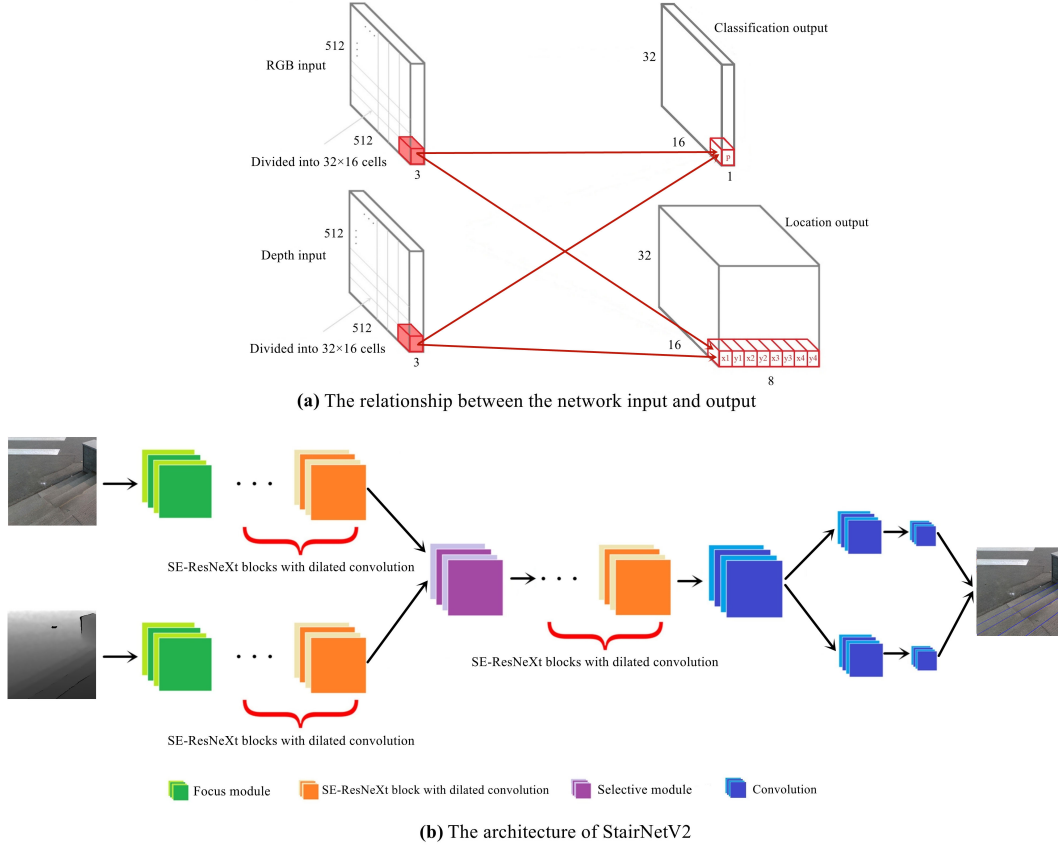 Classification output
512
32
RGB input
512
16
Divided into 32×16 cells
3
p
1
Location output
512
32
Depth input
512
16
Divided into 32×16 cells
3
x1 y1 x2 y2 x3 y3 x4 y4
8
(a) The relationship between the network input and output
SE-ResNeXt blocks with dilated convolution
SE-ResNeXt blocks with dilated convolution
SE-ResNeXt blocks with dilated convolution
Focus module
SE-ResNeXt block with dilated convolution
Selective module
Convolution
(b) The architecture of StairNetV2